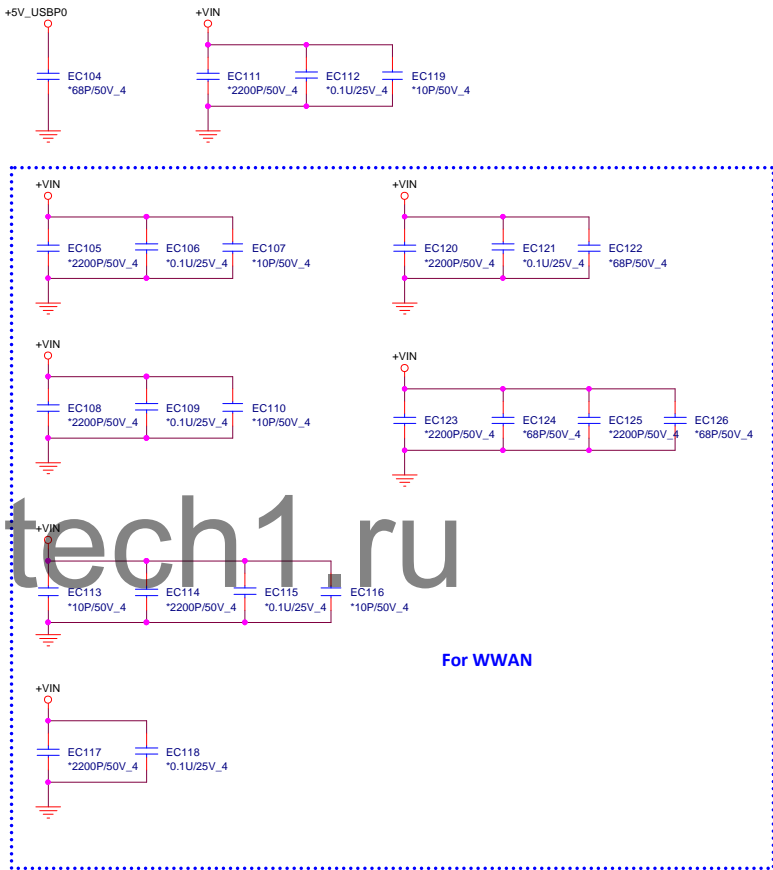 +5V_USBP0
EC104
*68P/50V_4
+VIN
EC111
*2200P/50V_4
EC112
*0.1U/25V_4
EC119
*10P/50V_4
+VIN
EC105
*2200P/50V_4
EC106
*0.1U/25V_4
EC107
*10P/50V_4
+VIN
EC120
*2200P/50V_4
EC121
*0.1U/25V_4
EC122
*68P/50V_4
+VIN
EC108
*2200P/50V_4
EC109
*0.1U/25V_4
EC110
*10P/50V_4
+VIN
EC123
*2200P/50V_4
EC124
*68P/50V_4
EC125
*2200P/50V_4
EC126
*68P/50V_4
tech1.ru
+VIN
EC113
*10P/50V_4
EC114
*2200P/50V_4
EC115
*0.1U/25V_4
EC116
*10P/50V_4
For WWAN
+VIN
EC117
*2200P/50V_4
EC118
*0.1U/25V_4